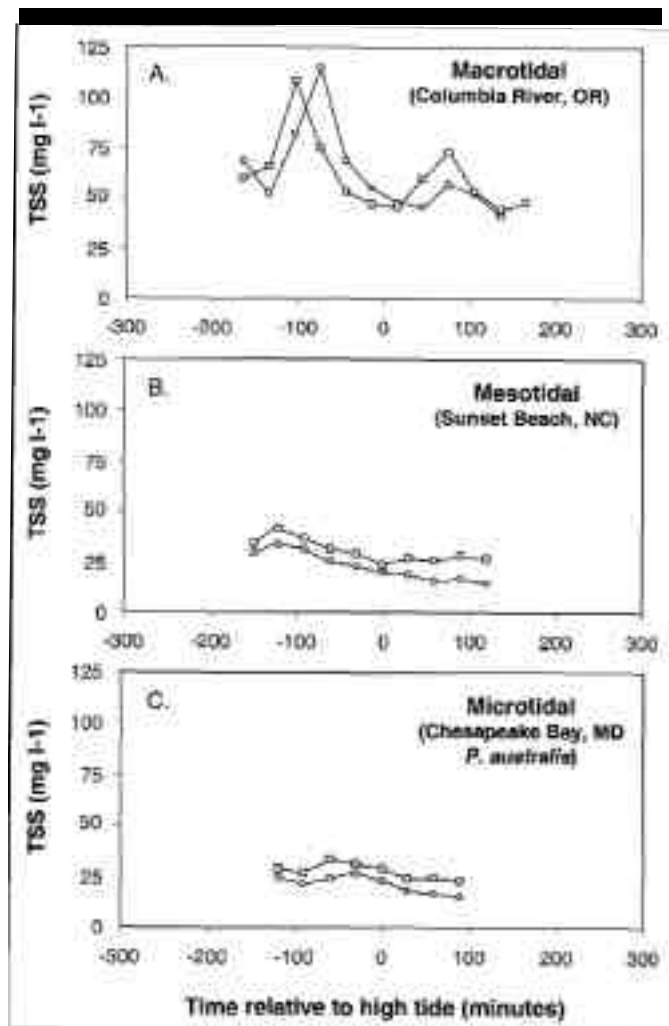 125
100
75
50
25
0
TSS (mg l-1)
A.
Macrotidal
(Columbia River, OR)
-300 -200 -100 0 100 200 300
125
100
75
50
25
0
TSS (mg l-1)
B.
Mesotidal
(Sunset Beach, NC)
-300 -200 -100 0 100 200 300
125
100
75
50
25
0
TSS (mg l-1)
C.
Microtidal
(Chesapeake Bay, MD
P. australis)
-500 -300 -100 0 100 200 300
Time relative to high tide (minutes)